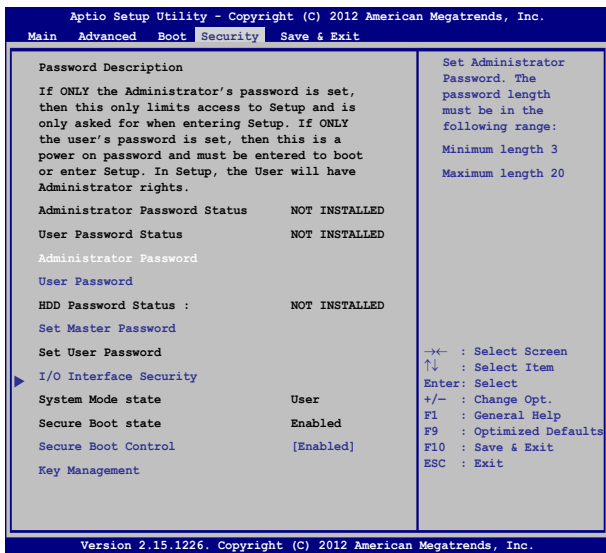 Aptio Setup Utility - Copyright (C) 2012 American Megatrends, Inc.
Main Advanced Boot Security Save & Exit
Password Description
If ONLY the Administrator's password is set,
then this only limits access to Setup and is
only asked for when entering Setup. If ONLY
the user's password is set, then this is a
power on password and must be entered to boot
or enter Setup. In Setup, the User will have
Administrator rights.
Administrator Password Status NOT INSTALLED
User Password Status NOT INSTALLED
Administrator Password
User Password
HDD Password Status : NOT INSTALLED
Set Master Password
Set User Password
I/O Interface Security
System Mode state User
Secure Boot state Enabled
Secure Boot Control [Enabled]
Key Management
Set Administrator
Password. The
password length
must be in the
following range:
Minimum length 3
Maximum length 20
→← : Select Screen
↑↓ : Select Item
Enter: Select
+/— : Change Opt.
F1 : General Help
F9 : Optimized Defaults
F10 : Save & Exit
ESC : Exit
Version 2.15.1226. Copyright (C) 2012 American Megatrends, Inc.